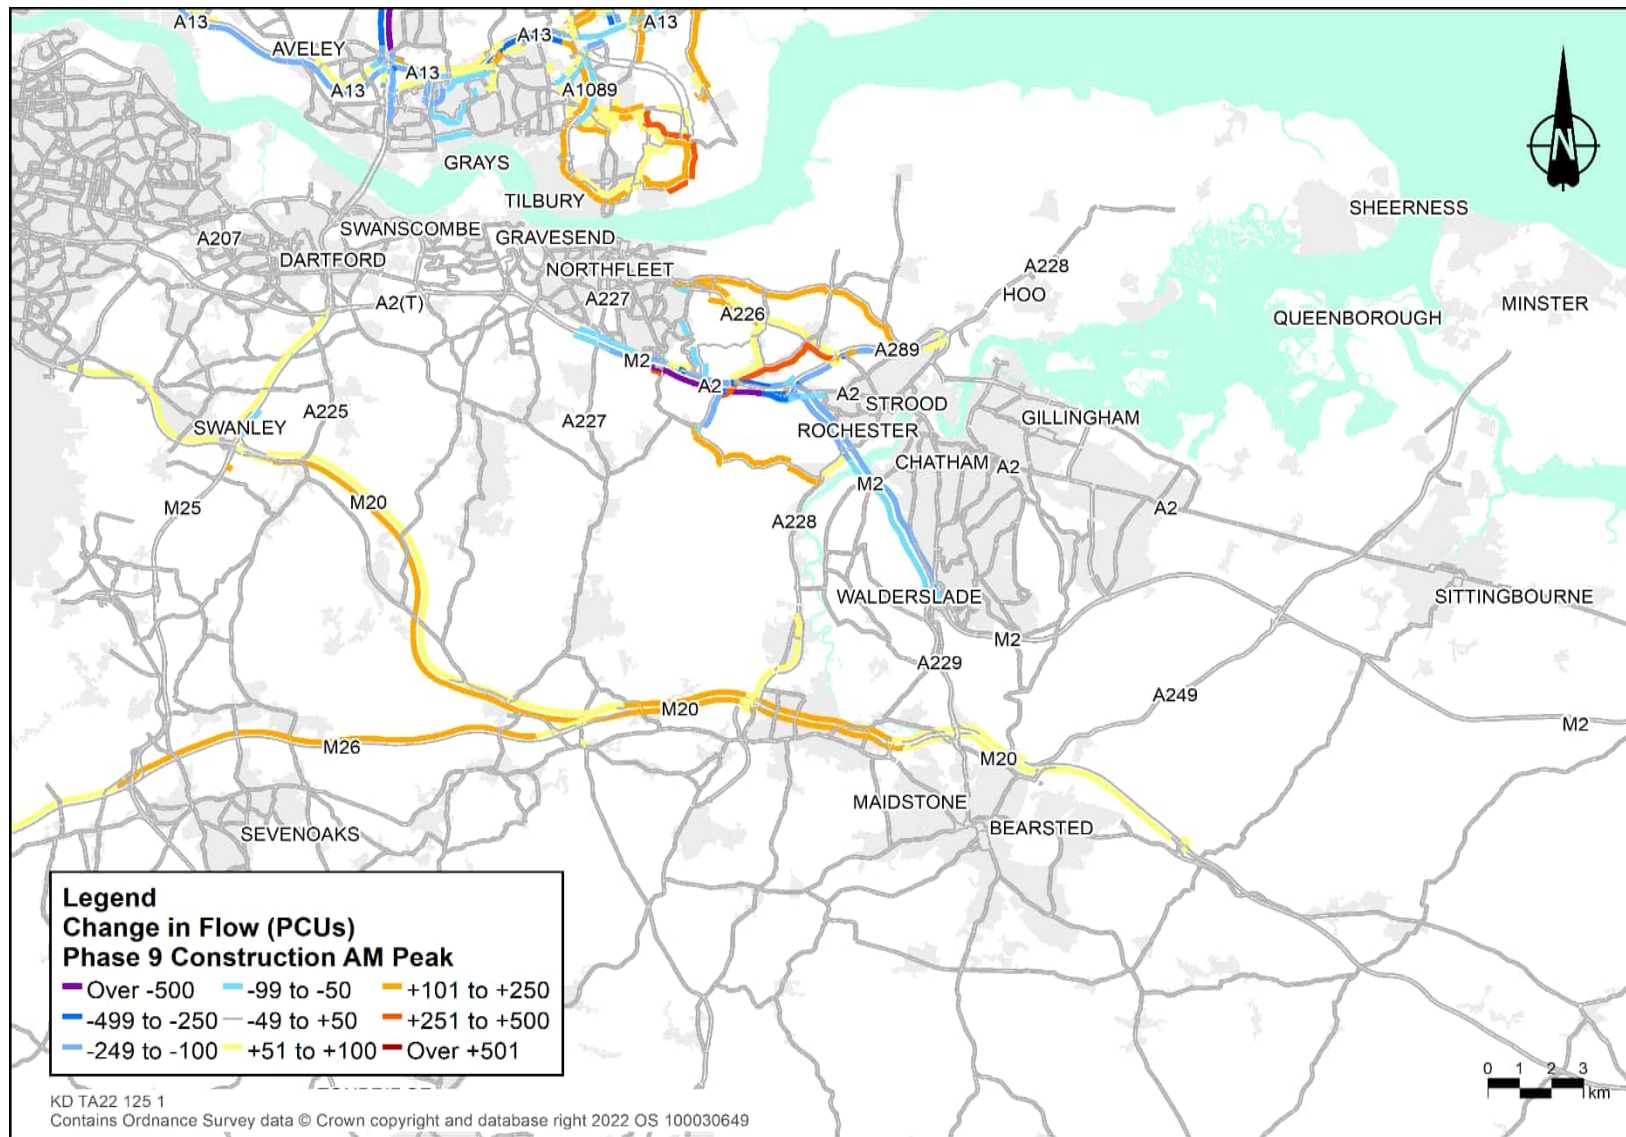 A13
A13
A13
AVELEY
A13
A13
A1089
GRAYS
TILBURY
SHEERNESS
SWANSCOMBE
A207
GRAVESEND
DARTFORD
NORTHFLEET
A228
HOO
MINSTER
A2(T)
A227
A226
QUEENBOROUGH
A289
M2
A2
A2
STROOD
A225
A227
GILLINGHAM
SWANLEY
ROCHESTER
CHATHAM
A2
M2
M20
M25
A2
A228
WALDERSLADE
SITTINGBOURNE
M2
A229
A249
M20
M2
M26
M20
MAIDSTONE
BEARSTED
SEVENOAKS
N
Legend
Change in Flow (PCUs)
Phase 9 Construction AM Peak
Over -500 -99 to -50 +101 to +250
-499 to -250 -49 to +50 +251 to +500
-249 to -100 +51 to +100 Over +501
0 1 2 3
km
KD TA22 125 1
Contains Ordnance Survey data © Crown copyright and database right 2022 OS 100030649